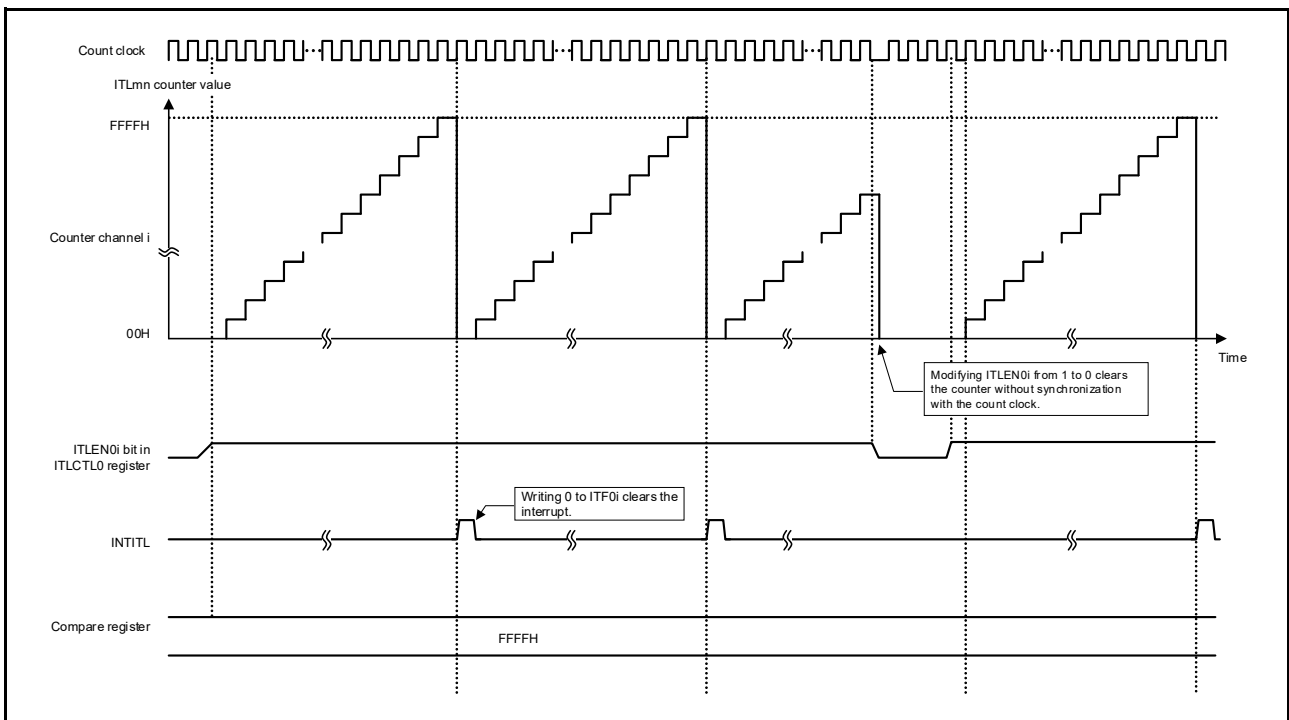 Count clock
ITLmn counter value
FFFFH
Counter channel i
00H
Time
Modifying ITLEN0i from 1 to 0 clears
the counter without synchronization
with the count clock.
ITLEN0i bit in
ITLCTL0 register
Writing 0 to ITF0i clears the
interrupt.
INTITL
Compare register
FFFFH